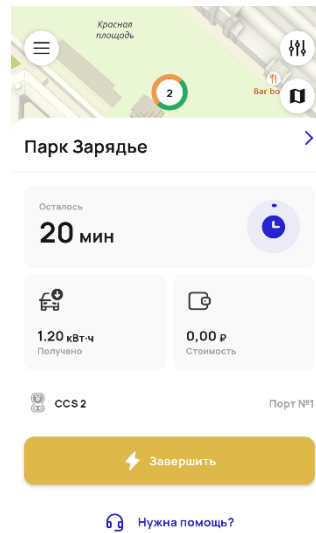 Красная
площадь
2
Bar bo
Парк Зарядье
Осталось
20 мин
1.20 кВт·ч
Получено
0,00 ₽
Стоимость
CCS 2
Порт №1
Завершить
Нужна помощь?